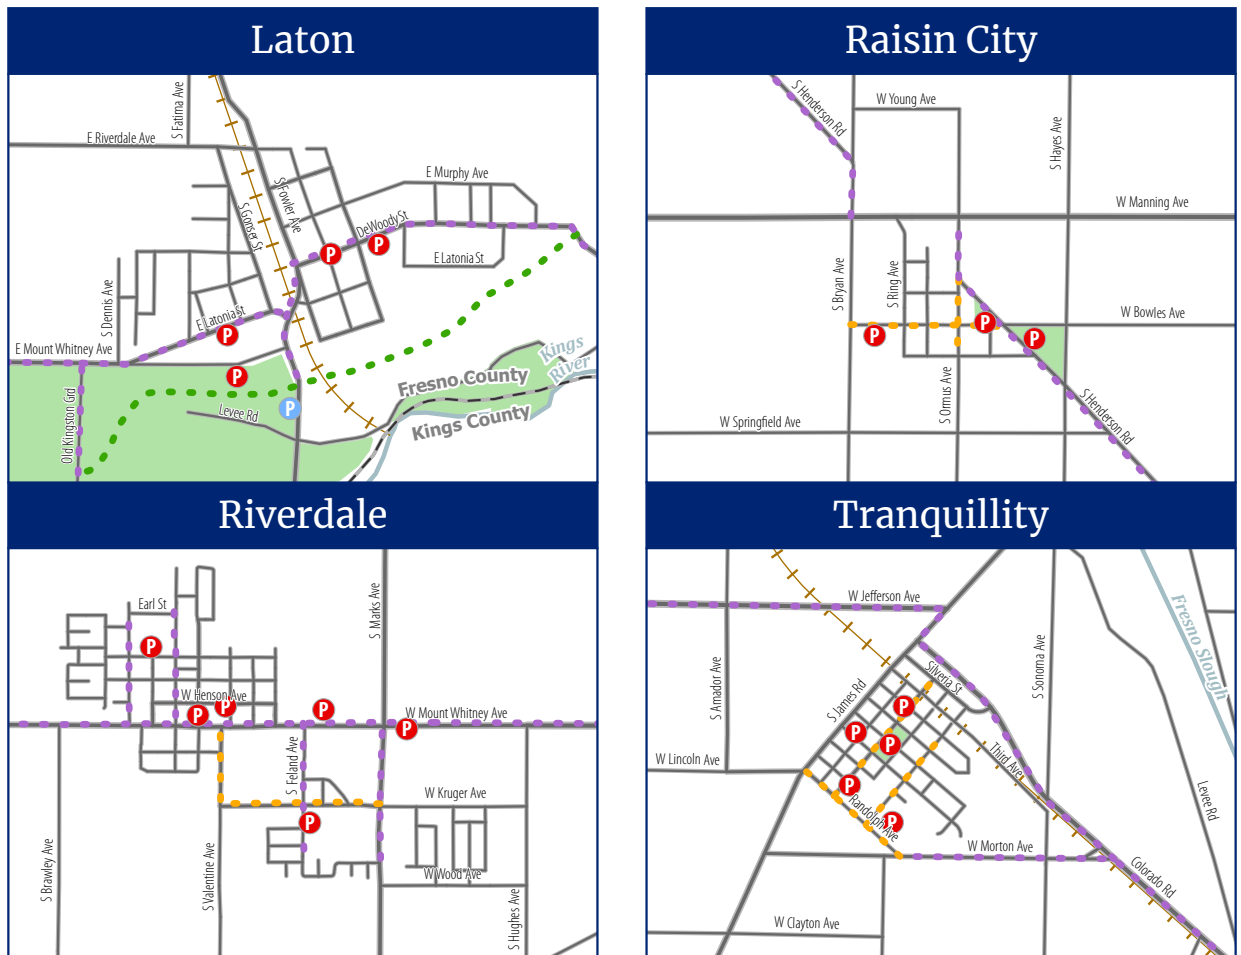 Laton
S Fatima Ave
E Riverdale Ave
S Fowler Ave
S Gonser St
E Murphy Ave
DeWoody St
P
P
E Latonia St
S Dennis Ave
E Latonia St
P
E Mount Whitney Ave
P
P
Old Kingston Grd
Levee Rd
Kings
River
Fresno County
Kings County
Raisin City
S Henderson Rd
W Young Ave
S Hayes Ave
W Manning Ave
S Bryan Ave
S Ring Ave
W Bowles Ave
P
P
P
S Ormus Ave
S Henderson Rd
W Springfield Ave
Riverdale
Earl St
S Marks Ave
P
W Henson Ave
P
P
P
W Mount Whitney Ave
P
S Feland Ave
W Kruger Ave
P
S Brawley Ave
S Valentine Ave
W Wood Ave
S Hughes Ave
Tranquillity
W Jefferson Ave
Fresno Slough
S Amador Ave
S James Rd
Silveria St
S Sonoma Ave
P
P
P
W Lincoln Ave
Third Ave
P
Randolph Ave
P
Levee Rd
W Morton Ave
Colorado Rd
W Clayton Ave